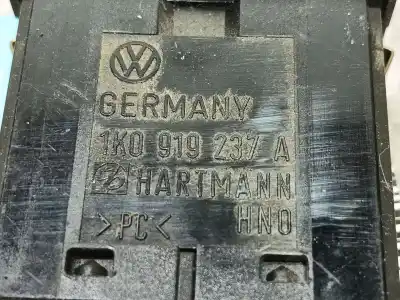 GERMANY
1K0 919 237 A
HARTMANN
>PC< HNO